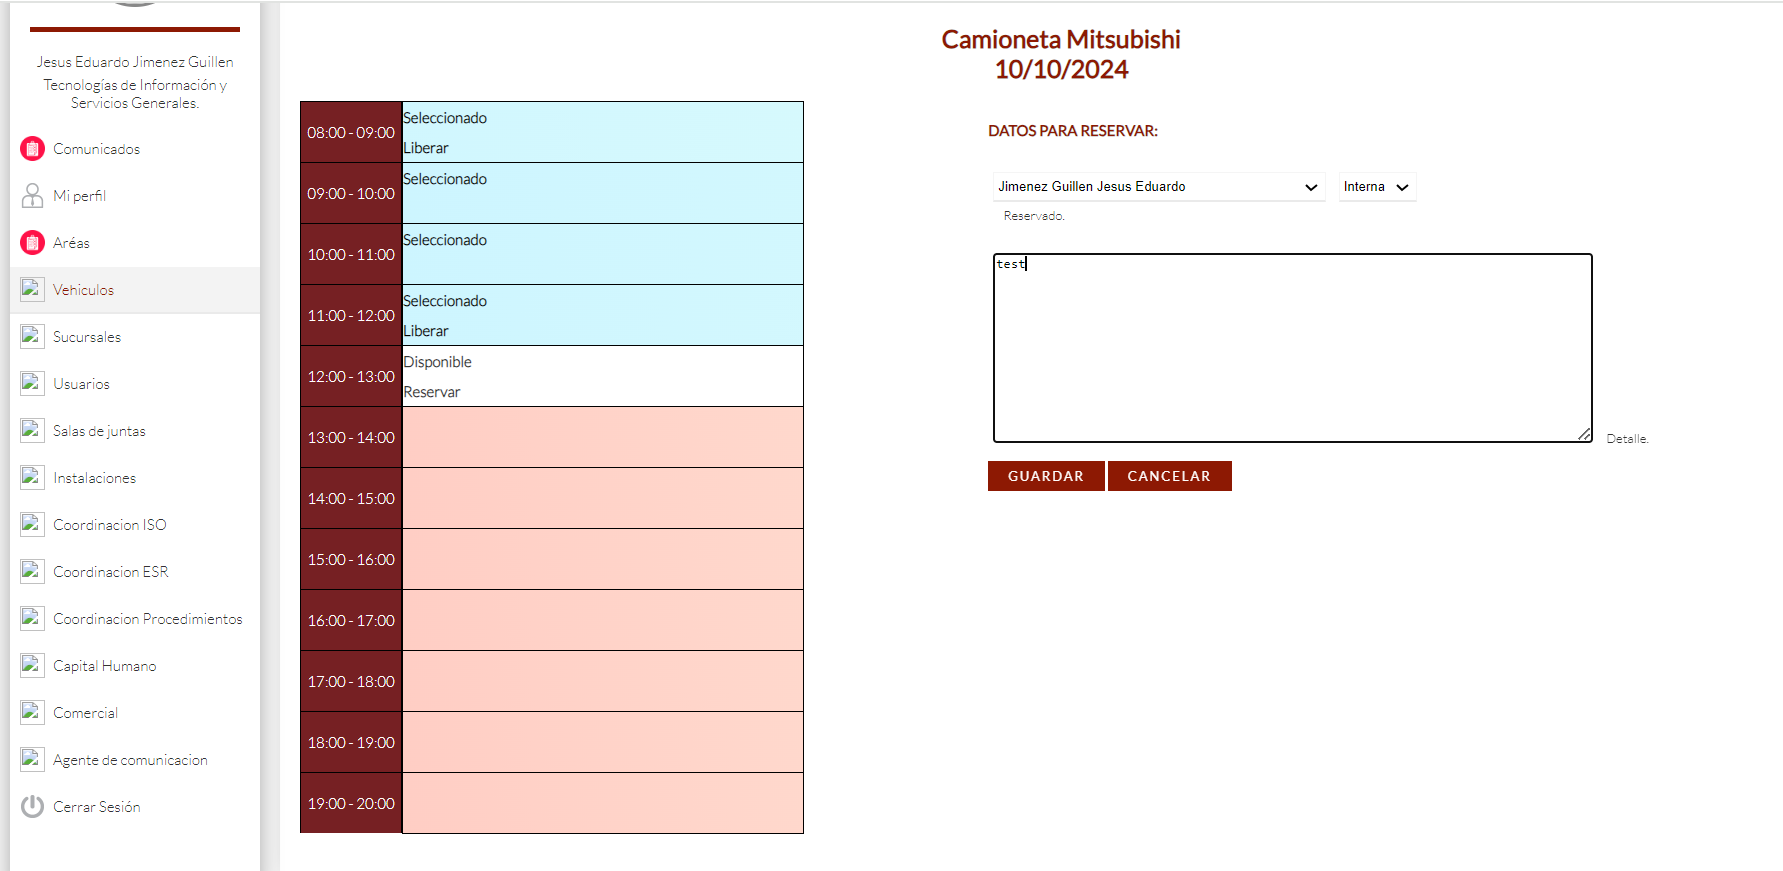 Jesus Eduardo Jimenez Guillen
Tecnologías de Información y
Servicios Generales.
Comunicados
Mi perfil
Aréas
Vehiculos
Sucursales
Usuarios
Salas de juntas
Instalaciones
Coordinacion ISO
Coordinacion ESR
Coordinacion Procedimientos
Capital Humano
Comercial
Agente de comunicacion
Cerrar Sesión
Camioneta Mitsubishi
10/10/2024
08:00 - 09:00
Seleccionado
Liberar
09:00 - 10:00
Seleccionado
10:00 - 11:00
Seleccionado
11:00 - 12:00
Seleccionado
Liberar
12:00 - 13:00
Disponible
Reservar
13:00 - 14:00
14:00 - 15:00
15:00 - 16:00
16:00 - 17:00
17:00 - 18:00
18:00 - 19:00
19:00 - 20:00
DATOS PARA RESERVAR:
Jimenez Guillen Jesus Eduardo
Interna
Reservado.
test
Detalle.
GUARDAR
CANCELAR